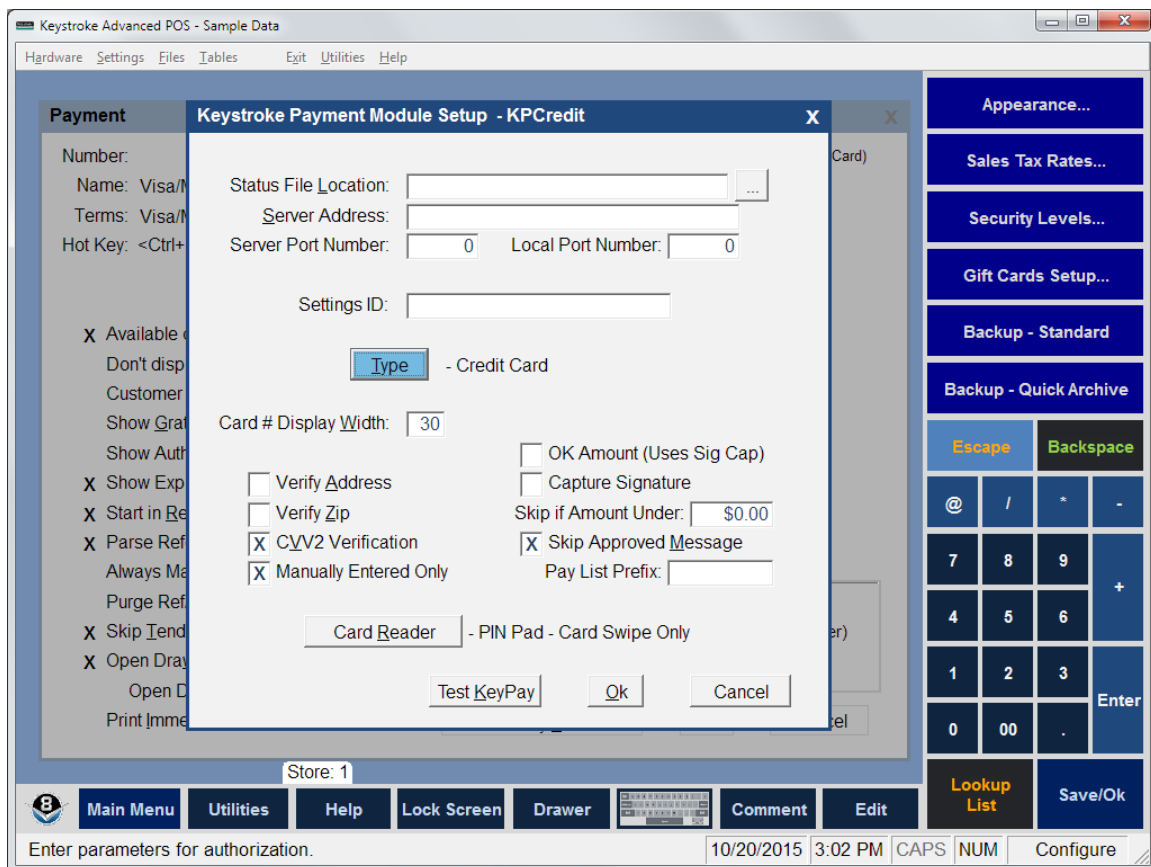 Keystroke Advanced POS - Sample Data
Hardware Settings Files Tables Exit Utilities Help
Payment
Number:
Name: Visa/M
Terms: Visa/M
Hot Key: <Ctrl+
Card)
X Available
Don't disp
Customer
Show Grat
Show Auth
X Show Exp
X Start in Re
X Parse Ref
Always Ma
Purge Ref
X Skip Tend
X Open Dra
Open D
Print Imme
er)
cel
Keystroke Payment Module Setup - KPCredit X
Status File Location: ...
Server Address:
Server Port Number: 0 Local Port Number: 0
Settings ID:
Type - Credit Card
Card # Display Width: 30
OK Amount (Uses Sig Cap)
Verify Address Capture Signature
Verify Zip Skip if Amount Under: $0.00
X CVV2 Verification X Skip Approved Message
X Manually Entered Only Pay List Prefix:
Card Reader - PIN Pad - Card Swipe Only
Test KeyPay Ok Cancel
Appearance...
Sales Tax Rates...
Security Levels...
Gift Cards Setup...
Backup - Standard
Backup - Quick Archive
Escape Backspace
@ / * -
7 8 9 +
4 5 6
1 2 3 Enter
0 00 .
Lookup List Save/Ok
Store: 1
8 Main Menu Utilities Help Lock Screen Drawer Comment Edit
Enter parameters for authorization. 10/20/2015 3:02 PM CAPS NUM Configure